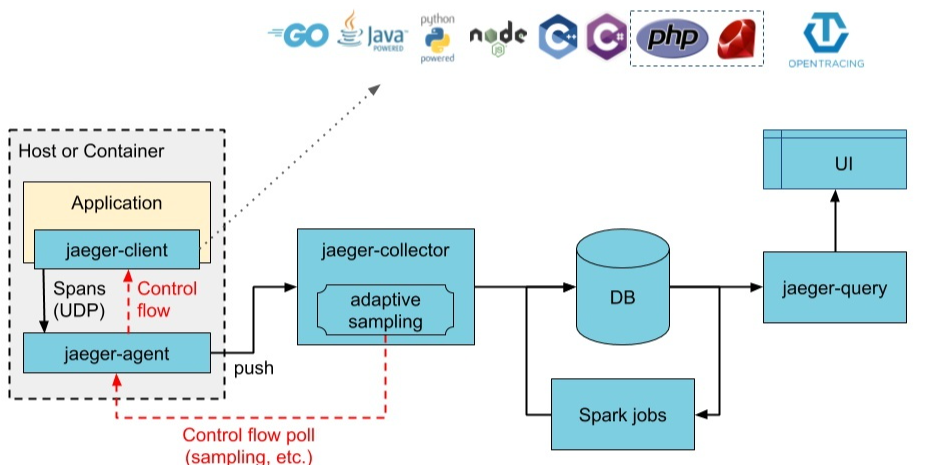 GO
Java
POWERED
python
powered
node
JS
C++
C#
php
OPENTRACING
Host or Container
Application
jaeger-client
Spans
(UDP)
Control
flow
jaeger-agent
push
jaeger-collector
adaptive
sampling
Control flow poll
(sampling, etc.)
DB
Spark jobs
UI
jaeger-query